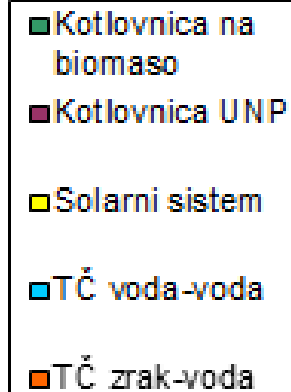 Kotlovnica na
biomaso
Kotlovnica UNP
Solarni sistem
TČ voda-voda
TČ zrak-voda